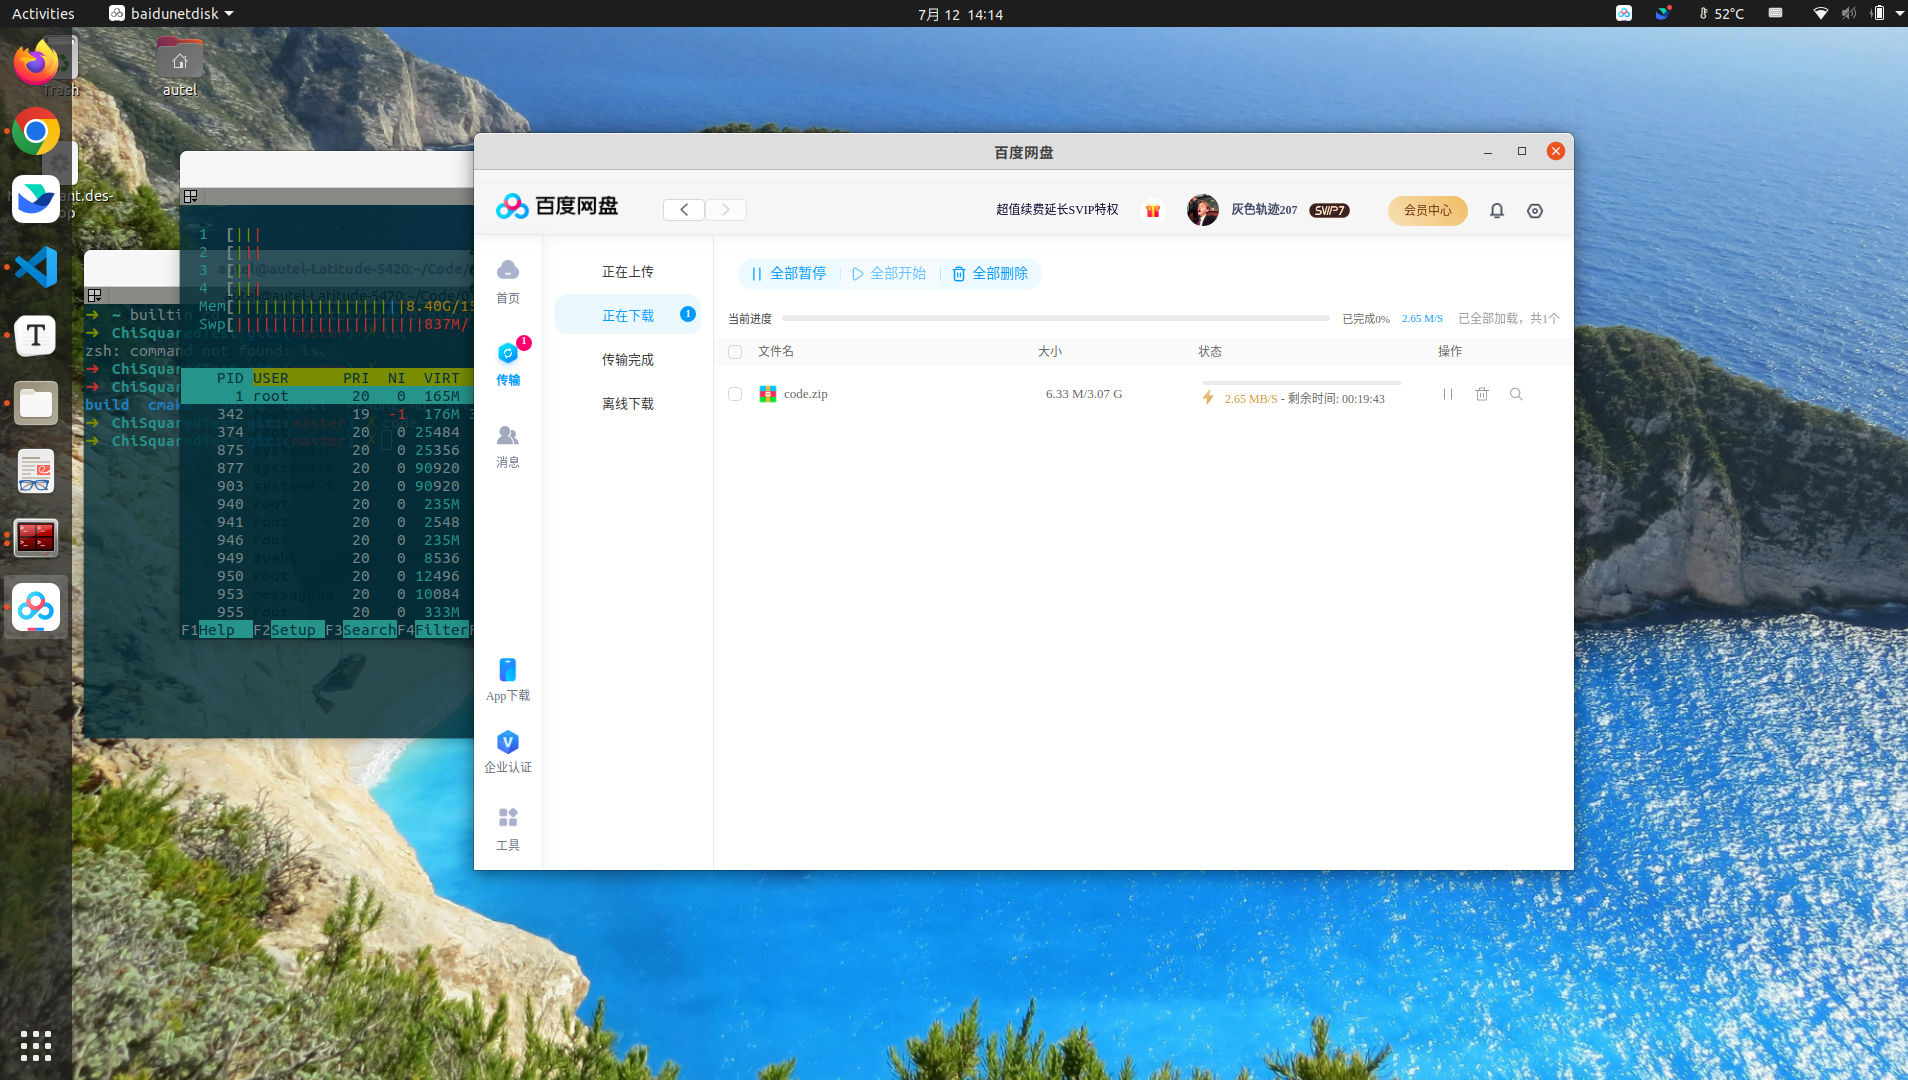 Activities
baidunetdisk
7月 12 14:14
52°C
Trash
autel
百度网盘
百度网盘
超值续费延长SVIP特权
灰色轨迹207
SVIP7
会员中心
首页
1
传输
消息
App下载
企业认证
工具
正在上传
正在下载
1
传输完成
离线下载
全部暂停
全部开始
全部删除
当前进度
已完成0%
2.65 M/S
已全部加载，共1个
文件名
大小
状态
操作
code.zip
6.33 M/3.07 G
2.65 MB/S - 剩余时间: 00:19:43
1 [|||
2 [|||
3 [|||
4 [|||
autel@autel-Latitude-5420:~/Code/
Mem[||||||||||||||||||8.40G/15
Swp[|||||||||||||||||||||837M/
PID USER PRI NI VIRT
1 root 20 0 165M
342 root 19 -1 176M
374 root 20 0 25484
875 systemd-r 20 0 25356
877 systemd-t 20 0 90920
903 systemd-t 20 0 90920
940 root 20 0 235M
941 root 20 0 2548
946 root 20 0 235M
949 avahi 20 0 8536
950 root 20 0 12496
953 messagebu 20 0 10084
955 root 20 0 333M
F1Help F2Setup F3SearchF4Filter
➜ ~ builtin
zsh: command not found: ls.
build